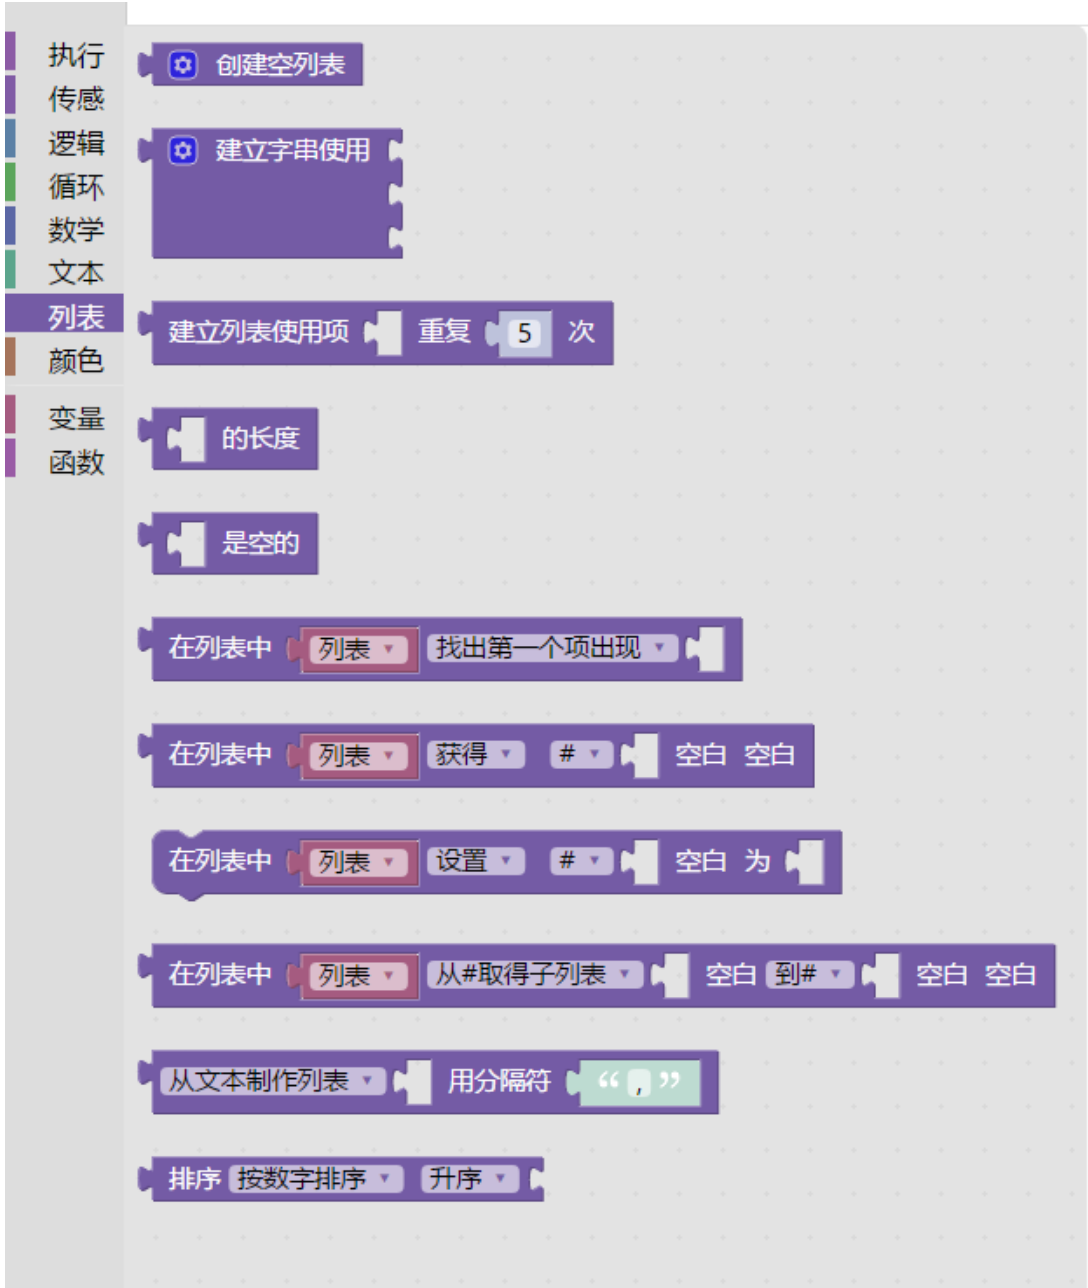 执行
传感
逻辑
循环
数学
文本
列表
颜色
变量
函数
创建空列表
建立字串使用
建立列表使用项 重复 5 次
的长度
是空的
在列表中 列表 找出第一个项出现
在列表中 列表 获得 # 空白 空白
在列表中 列表 设置 # 空白 为
在列表中 列表 从#取得子列表 空白 到# 空白 空白
从文本制作列表 用分隔符 “ , ”
排序 按数字排序 升序